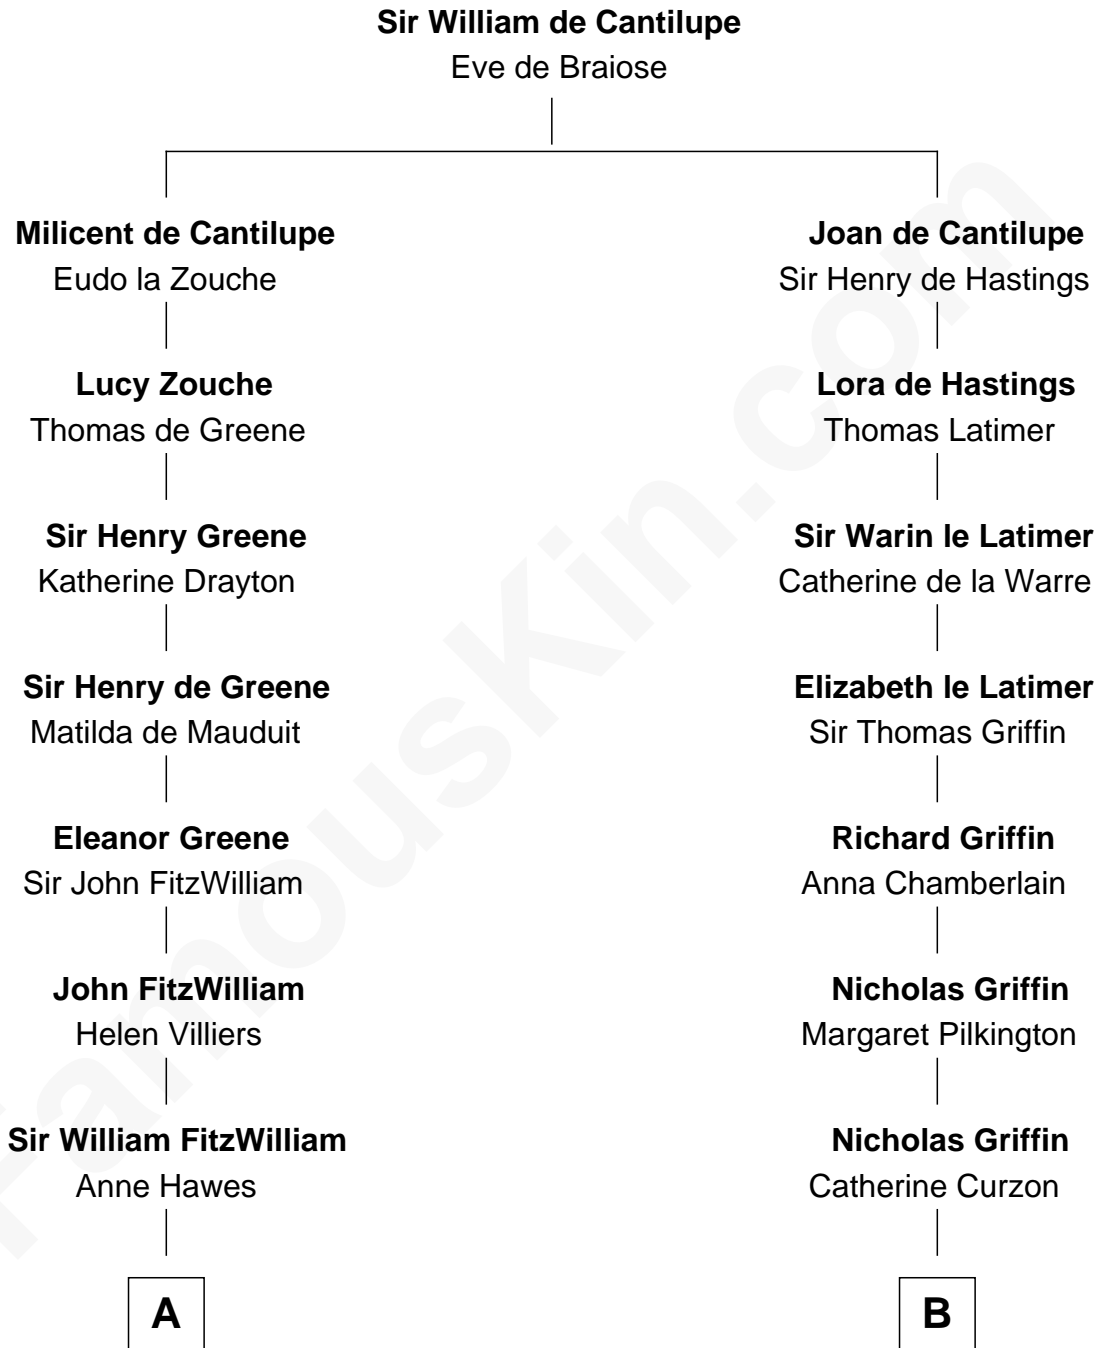 Sir William de Cantilupe
Eve de Braiose
Milicent de Cantilupe
Eudo la Zouche
Joan de Cantilupe
Sir Henry de Hastings
Lucy Zouche
Thomas de Greene
Lora de Hastings
Thomas Latimer
Sir Henry Greene
Katherine Drayton
Sir Warin le Latimer
Catherine de la Warre
Sir Henry de Greene
Matilda de Mauduit
Elizabeth le Latimer
Sir Thomas Griffin
Eleanor Greene
Sir John FitzWilliam
Richard Griffin
Anna Chamberlain
John FitzWilliam
Helen Villiers
Nicholas Griffin
Margaret Pilkington
Sir William FitzWilliam
Anne Hawes
Nicholas Griffin
Catherine Curzon
A
B
FamousKin.com